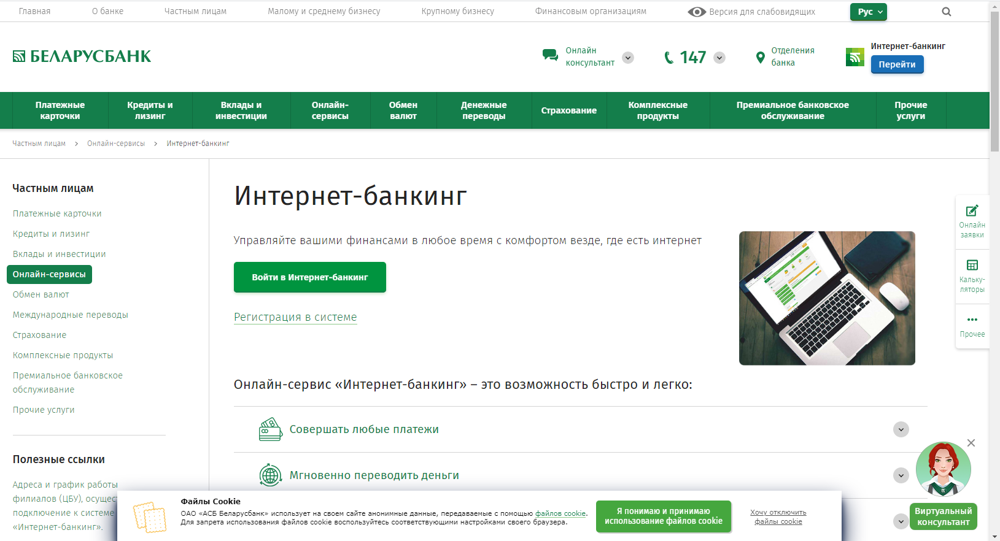 Главная О банке Частным лицам Малому и среднему бизнесу Крупному бизнесу Финансовым организациям Версия для слабовидящих Рус
БЕЛАРУСБАНК
Онлайн
консультант
147
Отделения
банка
Интернет-банкинг
Перейти
Платежные
карточки
Кредиты и
лизинг
Вклады и
инвестиции
Онлайн-
сервисы
Обмен
валют
Денежные
переводы
Страхование
Комплексные
продукты
Премиальное банковское
обслуживание
Прочие
услуги
Частным лицам Онлайн-сервисы Интернет-банкинг
Частным лицам
Платежные карточки
Кредиты и лизинг
Вклады и инвестиции
Онлайн-сервисы
Обмен валют
Международные переводы
Страхование
Комплексные продукты
Премиальное банковское
обслуживание
Прочие услуги
Полезные ссылки
Адреса и график работы
филиалов (ЦБУ), осущест
подключение к системе
«Интернет-банкинг».
Интернет-банкинг
Управляйте вашими финансами в любое время с комфортом везде, где есть интернет
Войти в Интернет-банкинг
Регистрация в системе
Онлайн-сервис «Интернет-банкинг» – это возможность быстро и легко:
Совершать любые платежи
Мгновенно переводить деньги
Онлайн
заявки
Кальку-
ляторы
Прочее
Файлы Cookie
ОАО «АСБ Беларусбанк» использует на своем сайте анонимные данные, передаваемые с помощью файлов cookie.
Для запрета использования файлов cookie воспользуйтесь соответствующими настройками своего браузера.
Я понимаю и принимаю
использование файлов cookie
Хочу отключить
файлы cookie
Виртуальный
консультант